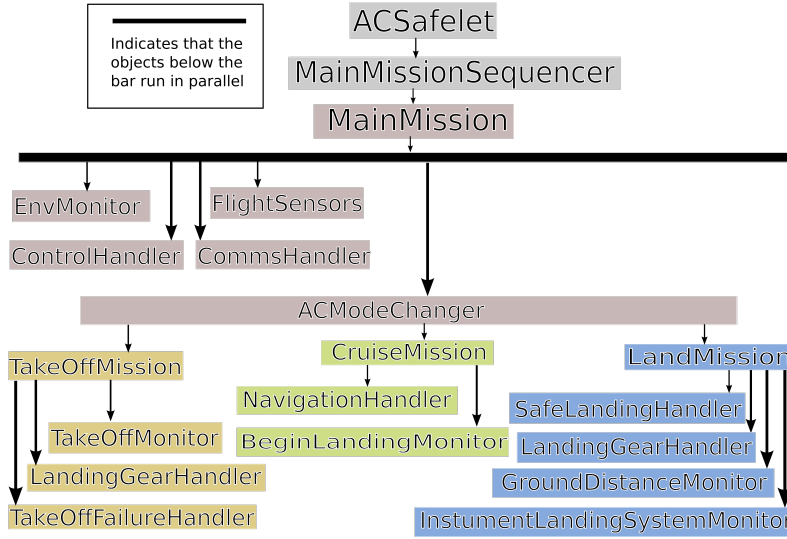 ACSafelet
Indicates that the
objects below the
bar run in parallel
MainMissionSequencer
MainMission
EnvMonitor
FlightSensors
ControlHandler
CommsHandler
ACModeChanger
TakeOffMission
CruiseMission
LandMission
NavigationHandler
SafeLandingHandler
TakeOffMonitor
BeginLandingMonitor
LandingGearHandler
LandingGearHandler
GroundDistanceMonitor
TakeOffFailureHandler
InstumentLandingSystemMonitor